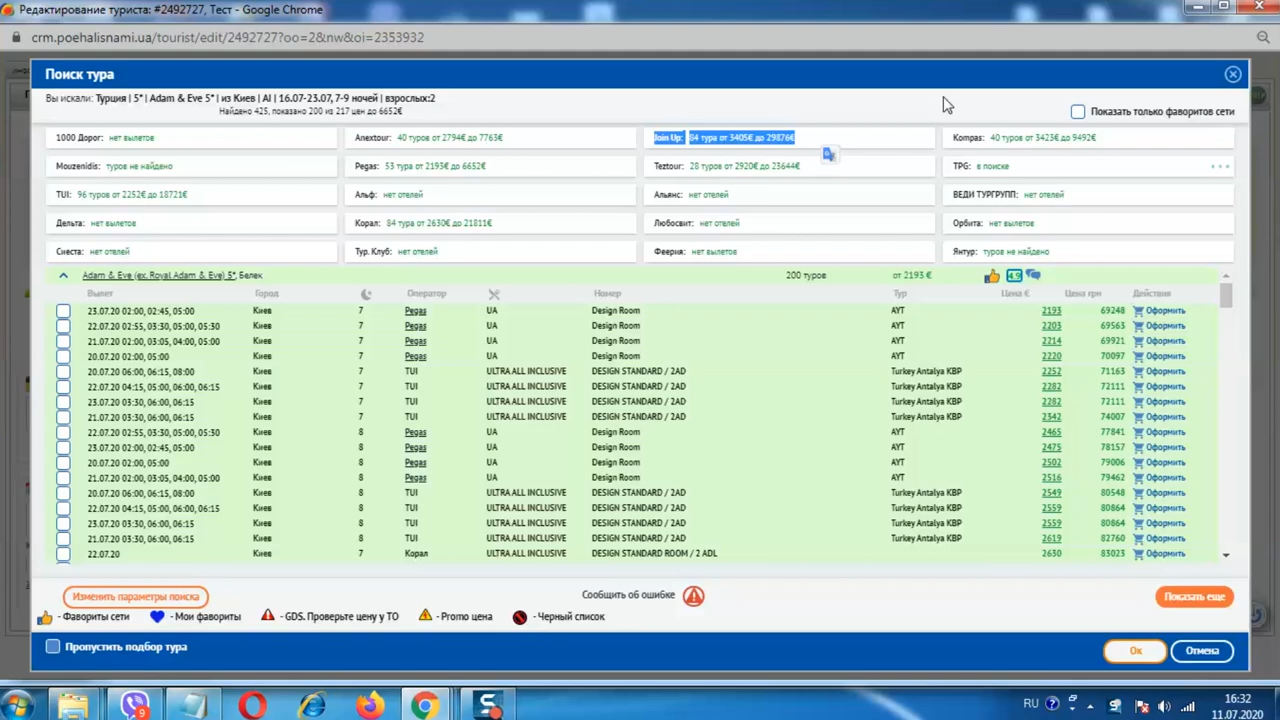 Редактирование туриста: #2492727, Тест - Google Chrome
crm.poehalisnami.ua/tourist/edit/2492727?oo=2&nw&oi=2353932
Поиск тура
Вы искали: Турция | 5* | Adam & Eve 5* | из Киев | AI | 16.07-23.07, 7-9 ночей | взрослых:2
Найдено 425, показано 200 из 217 цен до 6652€
Показать только фаворитов сети
1000 Дорог: нет вылетов
Anextour: 40 туров от 2794€ до 7763€
Join Up: 84 тура от 3405€ до 29876€
Kompas: 40 туров от 3423€ до 9492€
Mouzenidis: туров не найдено
Pegas: 53 тура от 2193€ до 6652€
Teztour: 28 туров от 2920€ до 23644€
TPG: в поиске
TUI: 96 туров от 2252€ до 18721€
Альф: нет отелей
Альянс: нет отелей
ВЕДИ ТУРГРУПП: нет отелей
Дельта: нет вылетов
Корал: 84 тура от 2630€ до 21811€
Любосвит: нет отелей
Орбита: нет вылетов
Сиеста: нет отелей
Тур. Клуб: нет отелей
Феерия: нет вылетов
Янтур: туров не найдено
Adam & Eve (ex. Royal Adam & Eve) 5*, Белек 200 туров от 2193 € 4.9
Вылет Город Оператор Номер Тур Цена € Цена грн Действия
23.07.20 02:00, 02:45, 05:00 Киев 7 Pegas UA Design Room AYT 2193 69248 Оформить
22.07.20 02:55, 03:30, 05:00, 05:30 Киев 7 Pegas UA Design Room AYT 2203 69563 Оформить
21.07.20 02:00, 03:05, 04:00, 05:00 Киев 7 Pegas UA Design Room AYT 2214 69921 Оформить
20.07.20 02:00, 05:00 Киев 7 Pegas UA Design Room AYT 2220 70097 Оформить
20.07.20 06:00, 06:15, 08:00 Киев 7 TUI ULTRA ALL INCLUSIVE DESIGN STANDARD / 2AD Turkey Antalya KBP 2252 71163 Оформить
22.07.20 04:15, 05:00, 06:00, 06:15 Киев 7 TUI ULTRA ALL INCLUSIVE DESIGN STANDARD / 2AD Turkey Antalya KBP 2282 72111 Оформить
23.07.20 03:30, 06:00, 06:15 Киев 7 TUI ULTRA ALL INCLUSIVE DESIGN STANDARD / 2AD Turkey Antalya KBP 2282 72111 Оформить
21.07.20 03:30, 06:00, 06:15 Киев 7 TUI ULTRA ALL INCLUSIVE DESIGN STANDARD / 2AD Turkey Antalya KBP 2342 74007 Оформить
22.07.20 02:55, 03:30, 05:00, 05:30 Киев 8 Pegas UA Design Room AYT 2465 77841 Оформить
23.07.20 02:00, 02:45, 05:00 Киев 8 Pegas UA Design Room AYT 2475 78157 Оформить
20.07.20 02:00, 05:00 Киев 8 Pegas UA Design Room AYT 2502 79006 Оформить
21.07.20 02:00, 03:05, 04:00, 05:00 Киев 8 Pegas UA Design Room AYT 2516 79462 Оформить
20.07.20 06:00, 06:15, 08:00 Киев 8 TUI ULTRA ALL INCLUSIVE DESIGN STANDARD / 2AD Turkey Antalya KBP 2549 80548 Оформить
22.07.20 04:15, 05:00, 06:00, 06:15 Киев 8 TUI ULTRA ALL INCLUSIVE DESIGN STANDARD / 2AD Turkey Antalya KBP 2559 80864 Оформить
23.07.20 03:30, 06:00, 06:15 Киев 8 TUI ULTRA ALL INCLUSIVE DESIGN STANDARD / 2AD Turkey Antalya KBP 2559 80864 Оформить
21.07.20 03:30, 06:00, 06:15 Киев 8 TUI ULTRA ALL INCLUSIVE DESIGN STANDARD / 2AD Turkey Antalya KBP 2619 82760 Оформить
22.07.20 Киев 7 Корал ULTRA ALL INCLUSIVE DESIGN STANDARD ROOM / 2 ADL 2630 83023 Оформить
Изменить параметры поиска
Сообщить об ошибке
Показать еще
- Фавориты сети - Мои фавориты - GDS. Проверьте цену у ТО - Promo цена - Черный список
Пропустить подбор тура
Ок
Отмена
9
RU
16:32
11.07.2020